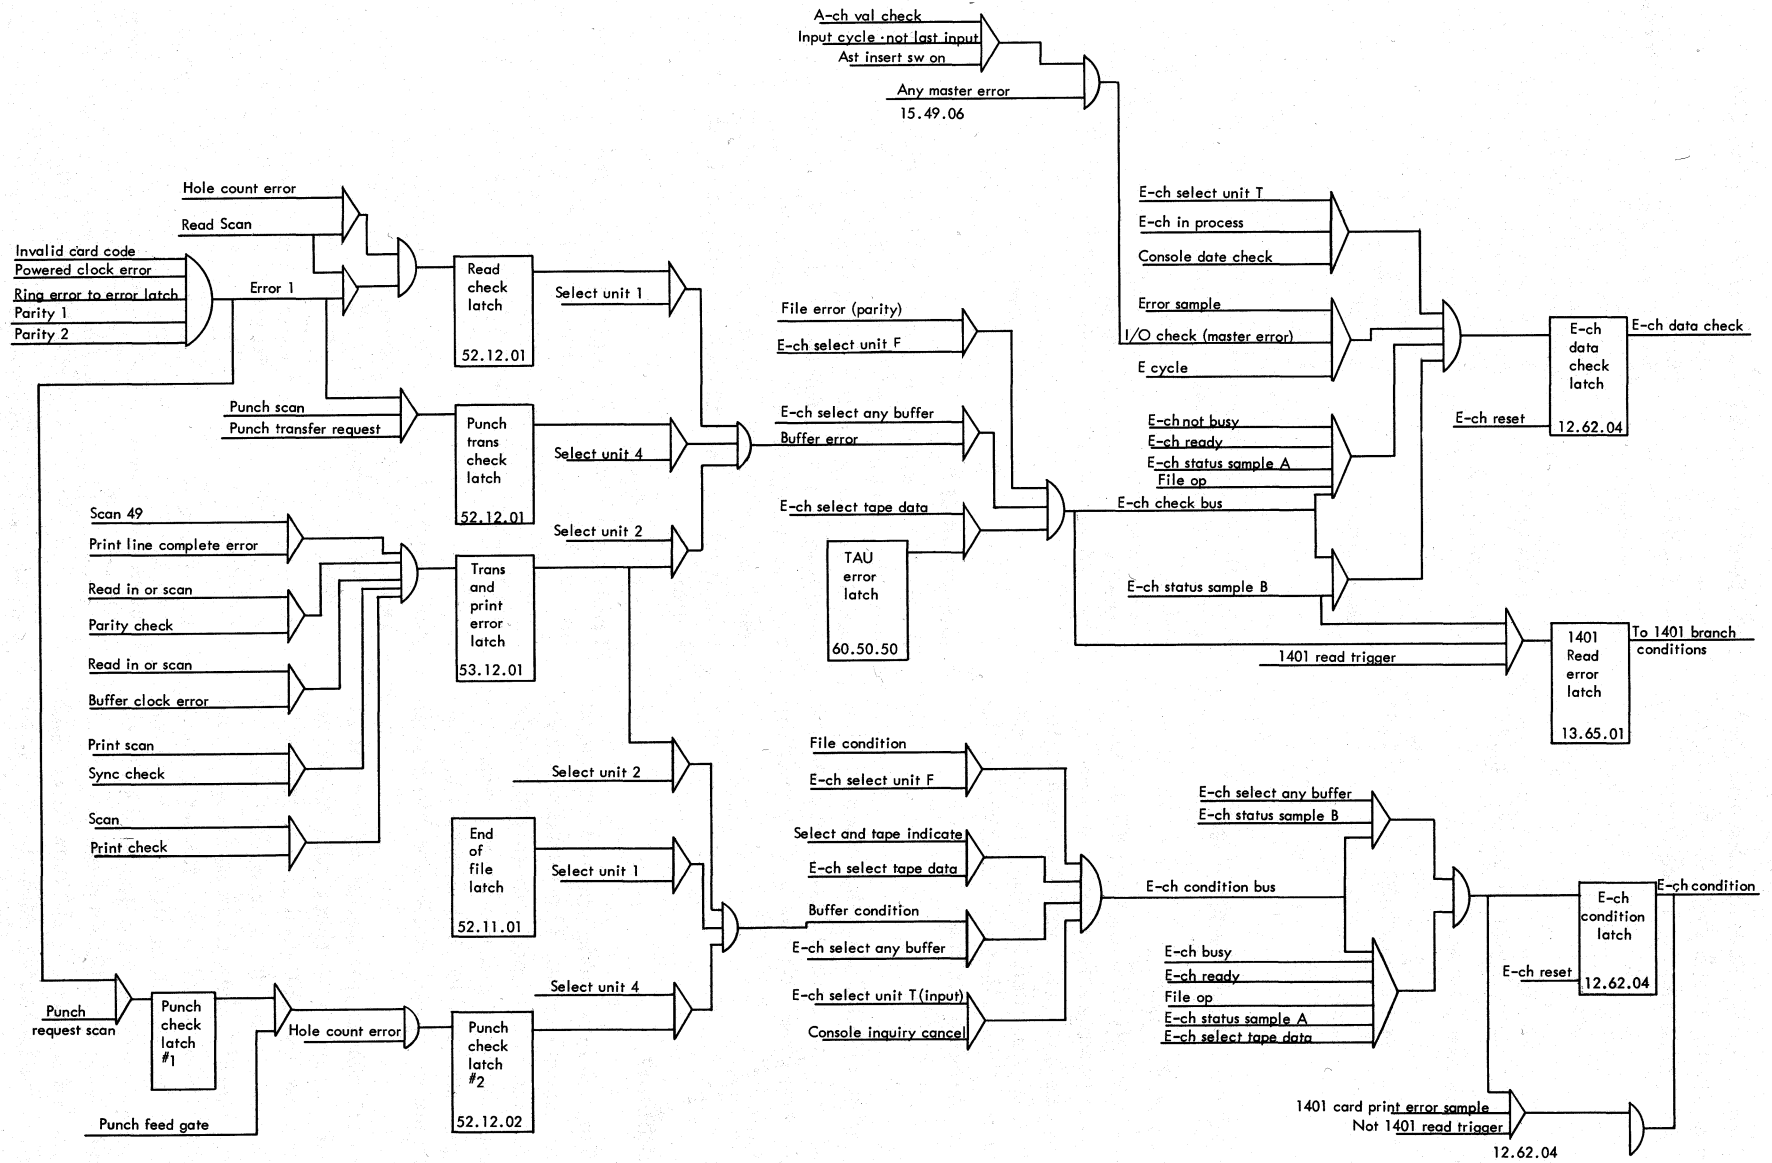 A-ch val check
Input cycle · not last input
Ast insert sw on
Any master error
15.49.06
Hole count error
Read Scan
Invalid card code
Powered clock error
Ring error to error latch
Parity 1
Parity 2
Error 1
Read
check
latch
52.12.01
Select unit 1
Punch scan
Punch transfer request
Punch
trans
check
latch
52.12.01
Select unit 4
Scan 49
Print line complete error
Read in or scan
Parity check
Read in or scan
Buffer clock error
Print scan
Sync check
Scan
Print check
Trans
and
print
error
latch
53.12.01
Select unit 2
Select unit 2
End
of
file
latch
52.11.01
Select unit 1
Punch
request scan
Punch
check
latch
#1
Punch feed gate
Hole count error
Punch
check
latch
#2
52.12.02
Select unit 4
File error (parity)
E-ch select unit F
E-ch select any buffer
Buffer error
E-ch select tape data
TAU
error
latch
60.50.50
E-ch select unit T
E-ch in process
Console date check
Error sample
I/O check (master error)
E cycle
E-ch not busy
E-ch ready
E-ch status sample A
File op
E-ch check bus
E-ch status sample B
1401 read trigger
E-ch
data
check
latch
12.62.04
E-ch data check
E-ch reset
1401
Read
error
latch
13.65.01
To 1401 branch
conditions
File condition
E-ch select unit F
Select and tape indicate
E-ch select tape data
Buffer condition
E-ch select any buffer
E-ch select unit T (input)
Console inquiry cancel
E-ch condition bus
E-ch select any buffer
E-ch status sample B
E-ch busy
E-ch ready
File op
E-ch status sample A
E-ch select tape data
E-ch
condition
latch
12.62.04
E-ch condition
E-ch reset
1401 card print error sample
Not 1401 read trigger
12.62.04